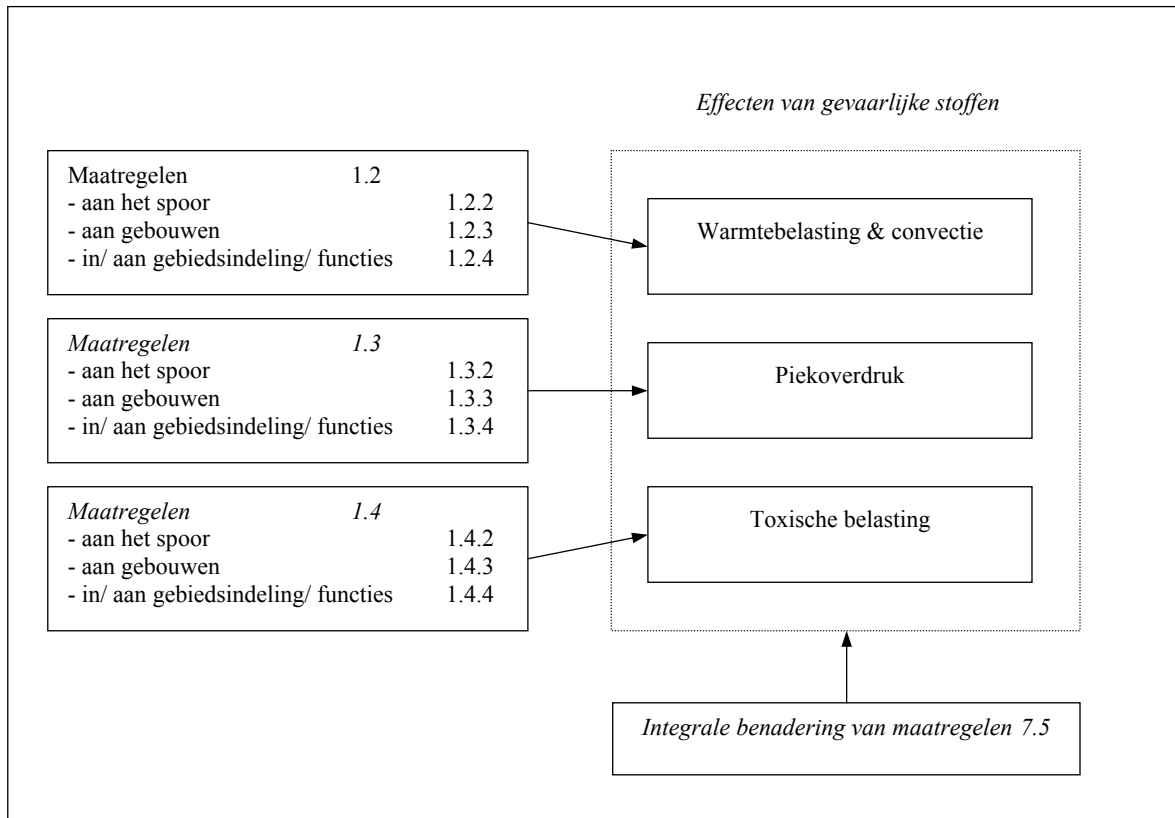 Effecten van gevaarlijke stoffen
Maatregelen 1.2
- aan het spoor 1.2.2
- aan gebouwen 1.2.3
- in/ aan gebiedsindeling/ functies 1.2.4
Warmtebelasting & convectie
Maatregelen 1.3
- aan het spoor 1.3.2
- aan gebouwen 1.3.3
- in/ aan gebiedsindeling/ functies 1.3.4
Piekoverdruk
Maatregelen 1.4
- aan het spoor 1.4.2
- aan gebouwen 1.4.3
- in/ aan gebiedsindeling/ functies 1.4.4
Toxische belasting
Integrale benadering van maatregelen 7.5